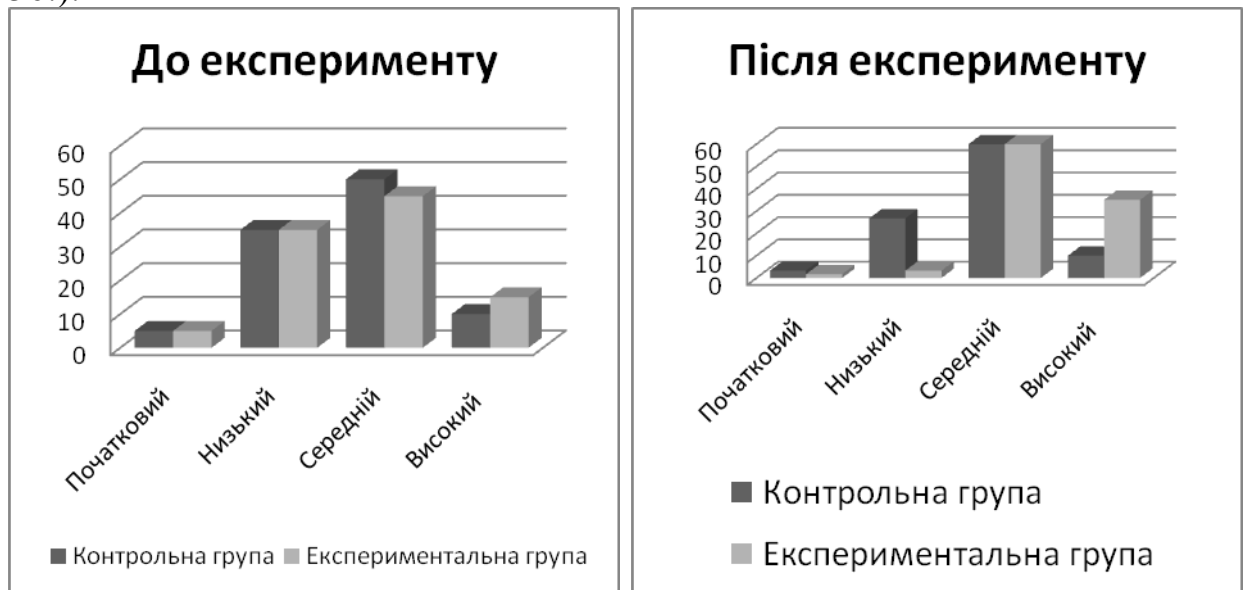 До експерименту
60
50
40
30
20
10
0
Початковий
Низький
Середній
Високий
Контрольна група
Експериментальна група
Після експерименту
60
50
40
30
20
10
0
Початковий
Низький
Середній
Високий
Контрольна група
Експериментальна група